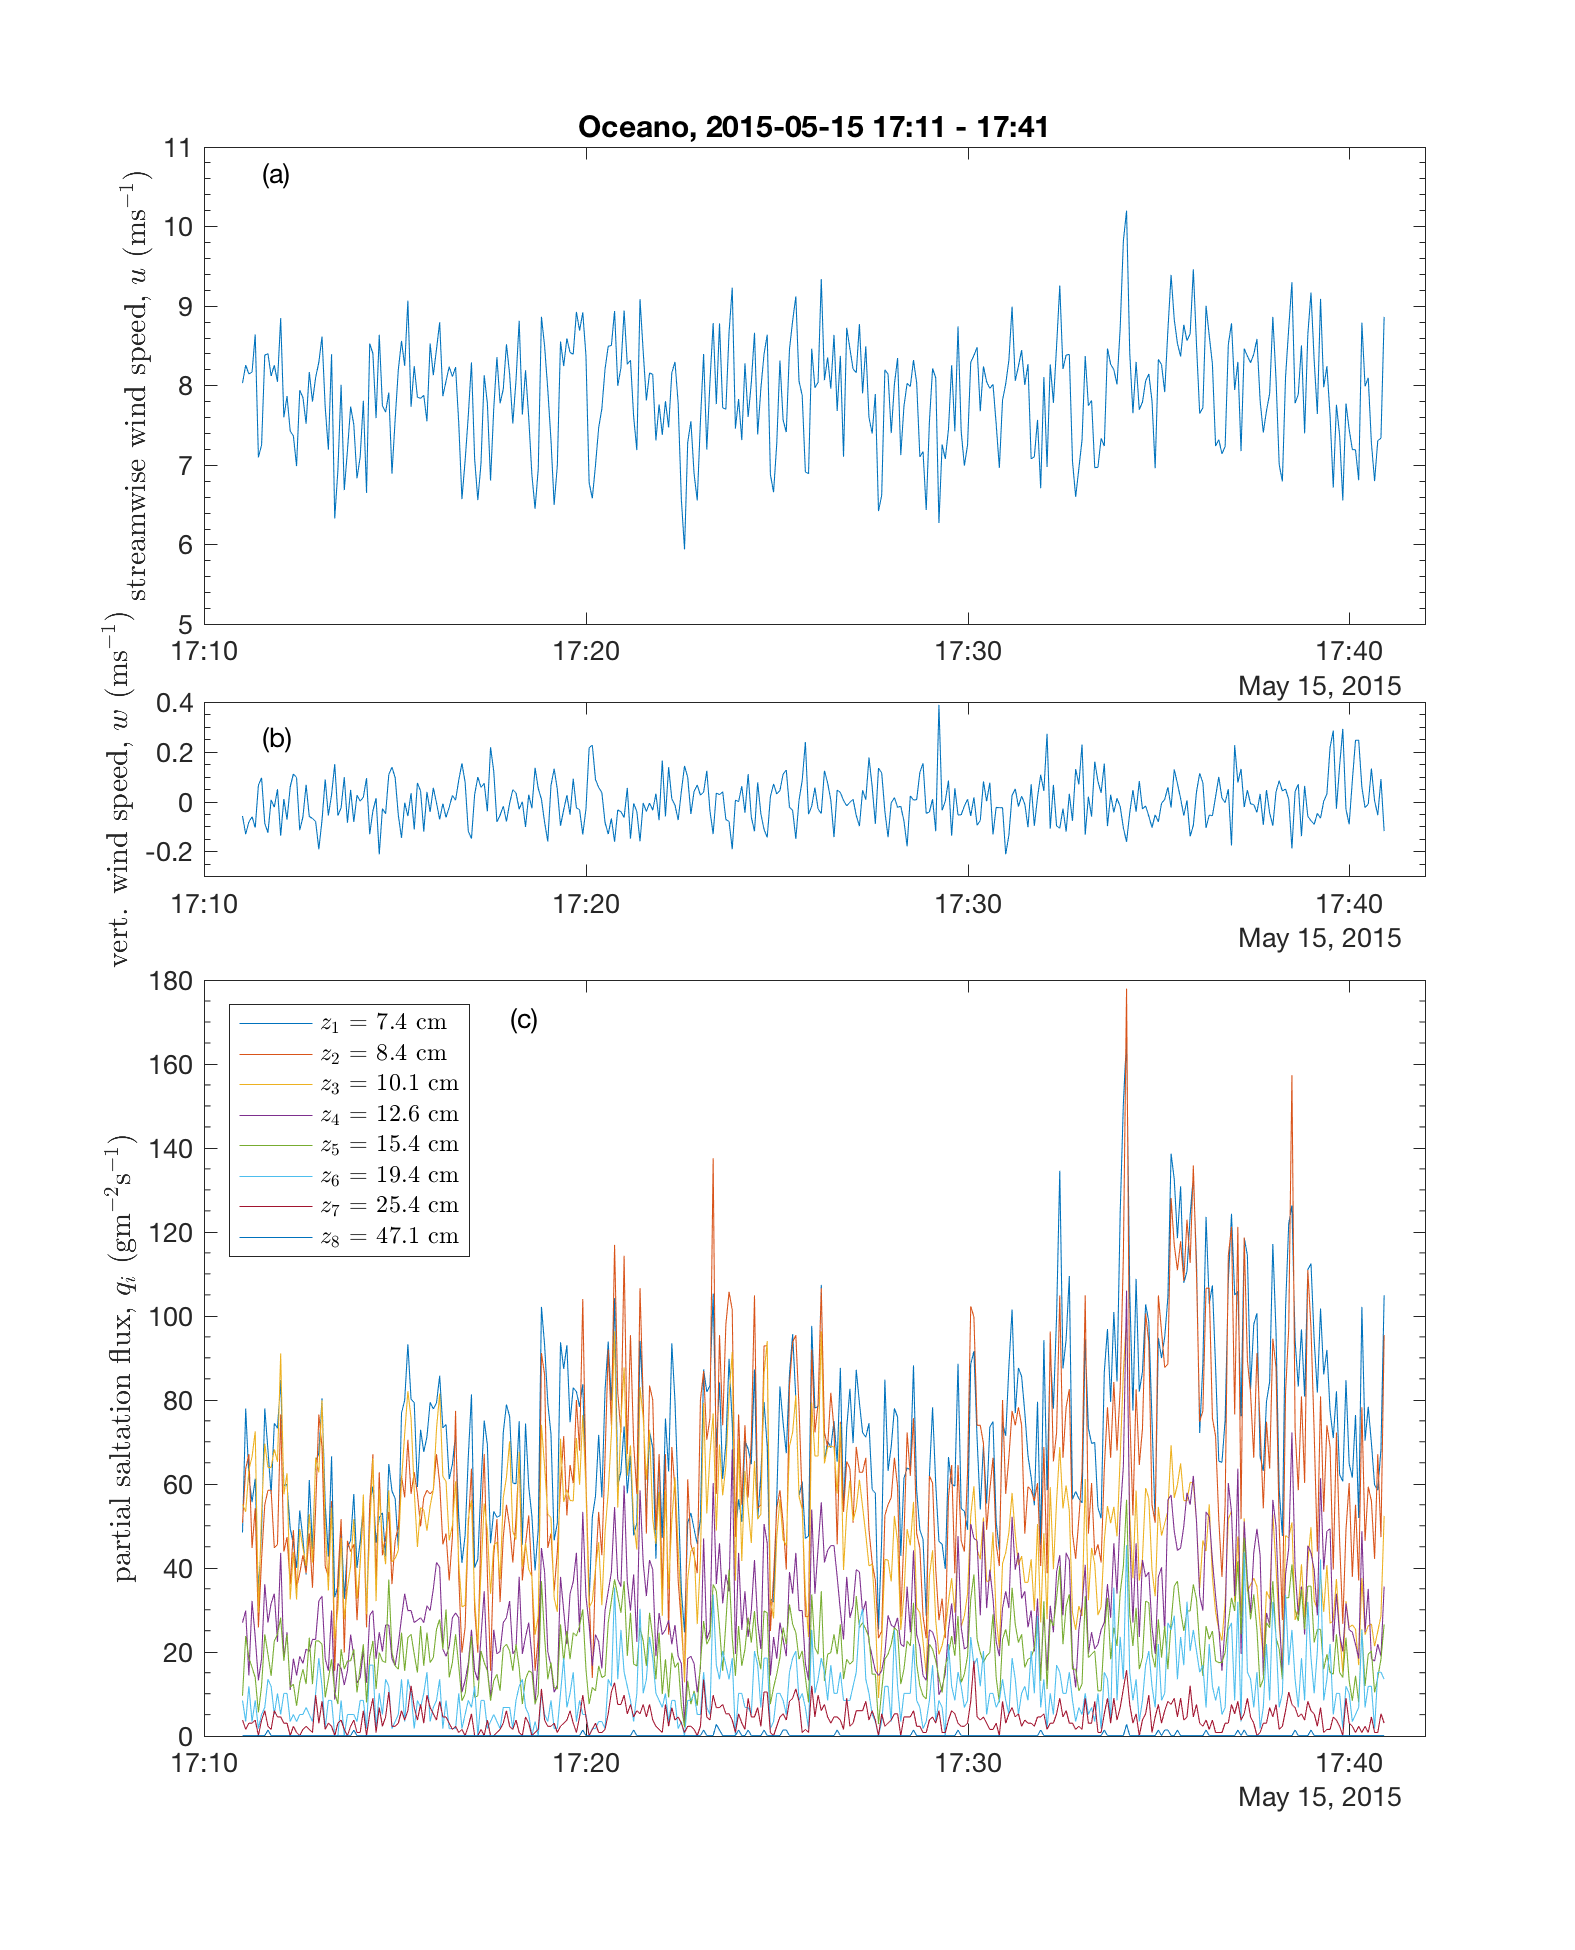 Oceano, 2015-05-15 17:11 - 17:41
(a)
streamwise wind speed, u (ms⁻¹)
11
10
9
8
7
6
5
17:10 17:20 17:30 17:40
May 15, 2015
(b)
vert. wind speed, w (ms⁻¹)
0.4
0.2
0
-0.2
17:10 17:20 17:30 17:40
May 15, 2015
(c)
partial saltation flux, qᵢ (gm⁻²s⁻¹)
180
160
140
120
100
80
60
40
20
0
z₁ = 7.4 cm
z₂ = 8.4 cm
z₃ = 10.1 cm
z₄ = 12.6 cm
z₅ = 15.4 cm
z₆ = 19.4 cm
z₇ = 25.4 cm
z₈ = 47.1 cm
17:10 17:20 17:30 17:40
May 15, 2015